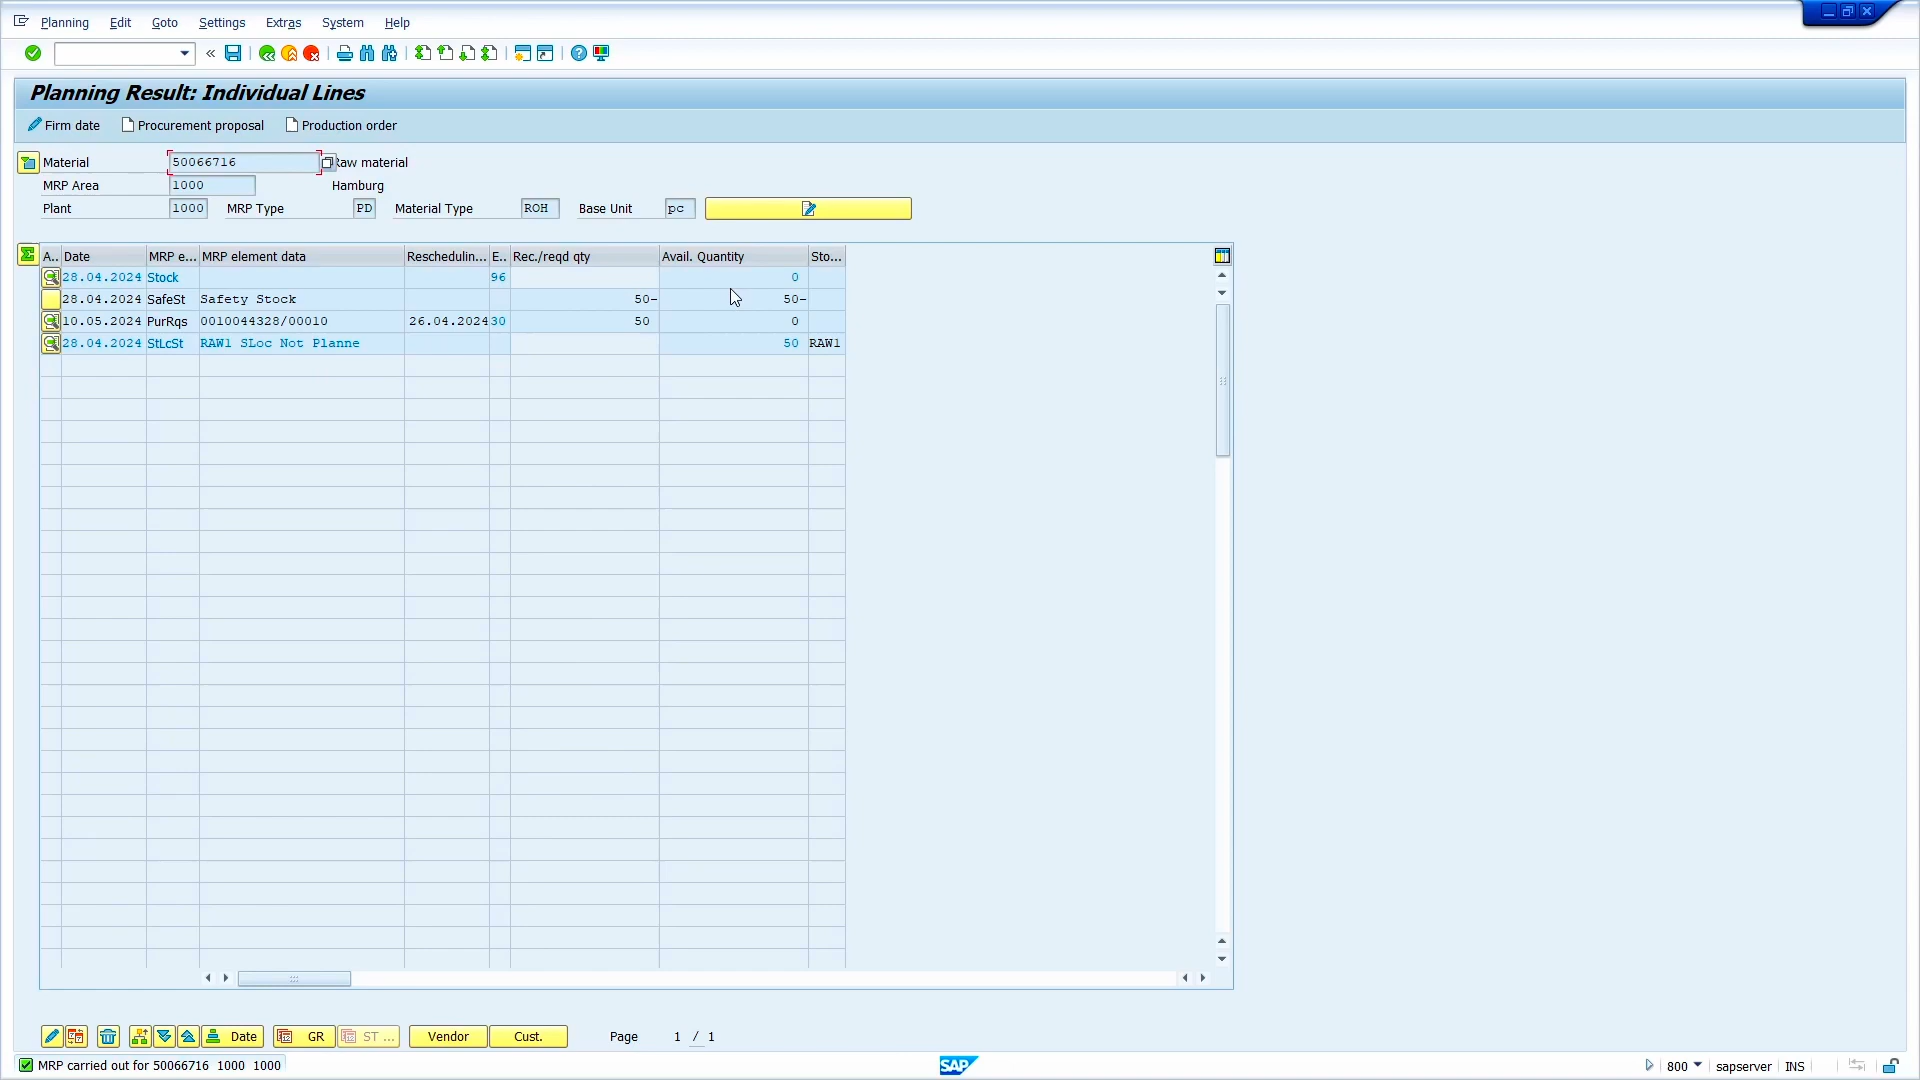 Planning Edit Goto Settings Extras System Help
Planning Result: Individual Lines
Firm date Procurement proposal Production order
Material 50066716 Raw material
MRP Area 1000 Hamburg
Plant 1000 MRP Type PD Material Type ROH Base Unit pc
A.. Date MRP e... MRP element data Reschedulin... E.. Rec./reqd qty Avail. Quantity Sto...
28.04.2024 Stock 96 0
28.04.2024 SafeSt Safety Stock 50- 50-
10.05.2024 PurRqs 0010044328/00010 26.04.2024 30 50 0
28.04.2024 StLcSt RAW1 SLoc Not Planne 50 RAW1
Date GR ST ... Vendor Cust. Page 1 / 1
MRP carried out for 50066716 1000 1000 SAP 800 sapserver INS